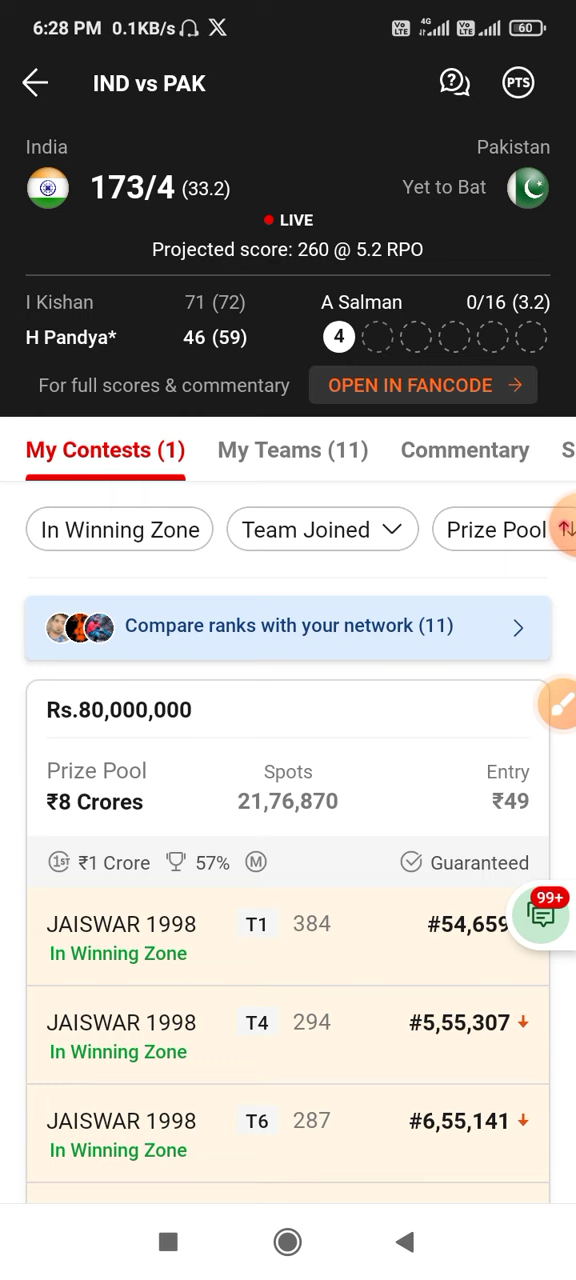 6:28 PM 0.1KB/s X Vo LTE 4G Vo LTE 60
IND vs PAK PTS
India Pakistan
173/4 (33.2) Yet to Bat
LIVE
Projected score: 260 @ 5.2 RPO
I Kishan 71 (72) A Salman 0/16 (3.2)
H Pandya* 46 (59) 4
For full scores & commentary OPEN IN FANCODE
My Contests (1) My Teams (11) Commentary S
In Winning Zone Team Joined Prize Pool
Compare ranks with your network (11)
Rs.80,000,000
Prize Pool Spots Entry
₹8 Crores 21,76,870 ₹49
1ST ₹1 Crore 57% M Guaranteed
99+
JAISWAR 1998 T1 384 #54,659
In Winning Zone
JAISWAR 1998 T4 294 #5,55,307
In Winning Zone
JAISWAR 1998 T6 287 #6,55,141
In Winning Zone